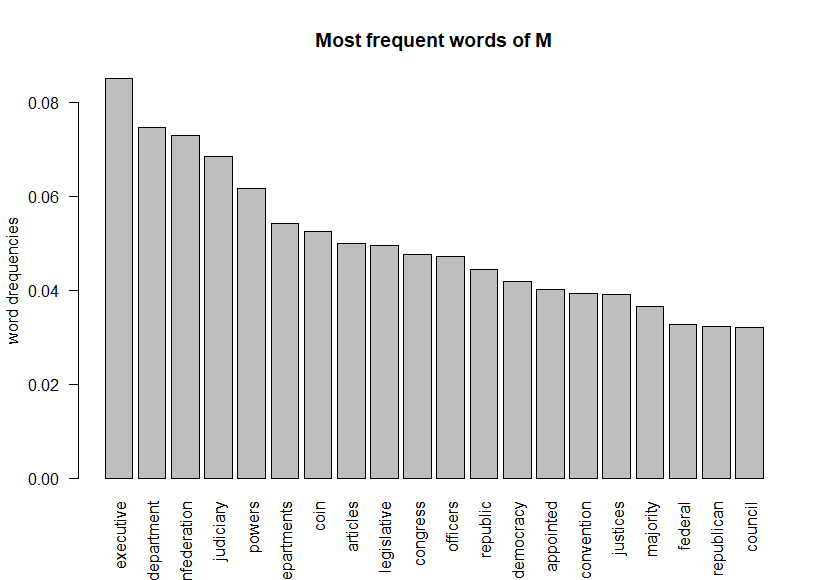 Most frequent words of M
word drequencies
0.08
0.06
0.04
0.02
0.00
executive
department
nfederation
judiciary
powers
epartments
coin
articles
legislative
congress
officers
republic
democracy
appointed
convention
justices
majority
federal
republican
council